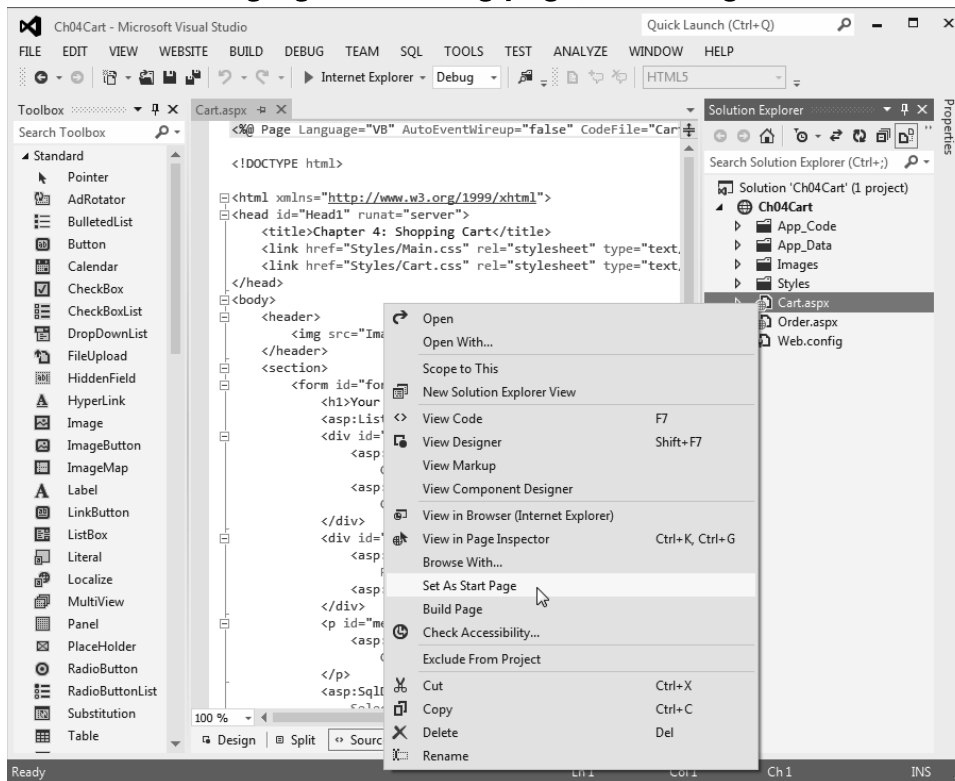 Ch04Cart - Microsoft Visual Studio
Quick Launch (Ctrl+Q)
FILE EDIT VIEW WEBSITE BUILD DEBUG TEAM SQL TOOLS TEST ANALYZE WINDOW HELP
Internet Explorer Debug HTML5
Toolbox
Search Toolbox
Standard
Pointer
AdRotator
BulletedList
Button
Calendar
CheckBox
CheckBoxList
DropDownList
FileUpload
HiddenField
HyperLink
Image
ImageButton
ImageMap
Label
LinkButton
ListBox
Literal
Localize
MultiView
Panel
PlaceHolder
RadioButton
RadioButtonList
Substitution
Table
Cart.aspx
<%@ Page Language="VB" AutoEventWireup="false" CodeFile="Car
<!DOCTYPE html>
<html xmlns="http://www.w3.org/1999/xhtml">
<head id="Head1" runat="server">
<title>Chapter 4: Shopping Cart</title>
<link href="Styles/Main.css" rel="stylesheet" type="text,
<link href="Styles/Cart.css" rel="stylesheet" type="text,
</head>
<body>
<header>
<img src="Ima
</header>
<section>
<form id="for
<h1>Your
<asp:List
<div id="
<asp:
<asp:
</div>
<div id="
<asp:
<asp:
</div>
<p id="me
<asp:
</p>
<asp:SqlD
100 %
Design Split Sourc
Open
Open With...
Scope to This
New Solution Explorer View
View Code F7
View Designer Shift+F7
View Markup
View Component Designer
View in Browser (Internet Explorer)
View in Page Inspector Ctrl+K, Ctrl+G
Browse With...
Set As Start Page
Build Page
Check Accessibility...
Exclude From Project
Cut Ctrl+X
Copy Ctrl+C
Delete Del
Rename
Solution Explorer
Search Solution Explorer (Ctrl+;)
Solution 'Ch04Cart' (1 project)
Ch04Cart
App_Code
App_Data
Images
Styles
Cart.aspx
Order.aspx
Web.config
Properties
Ready Ln 1 Col 1 Ch 1 INS